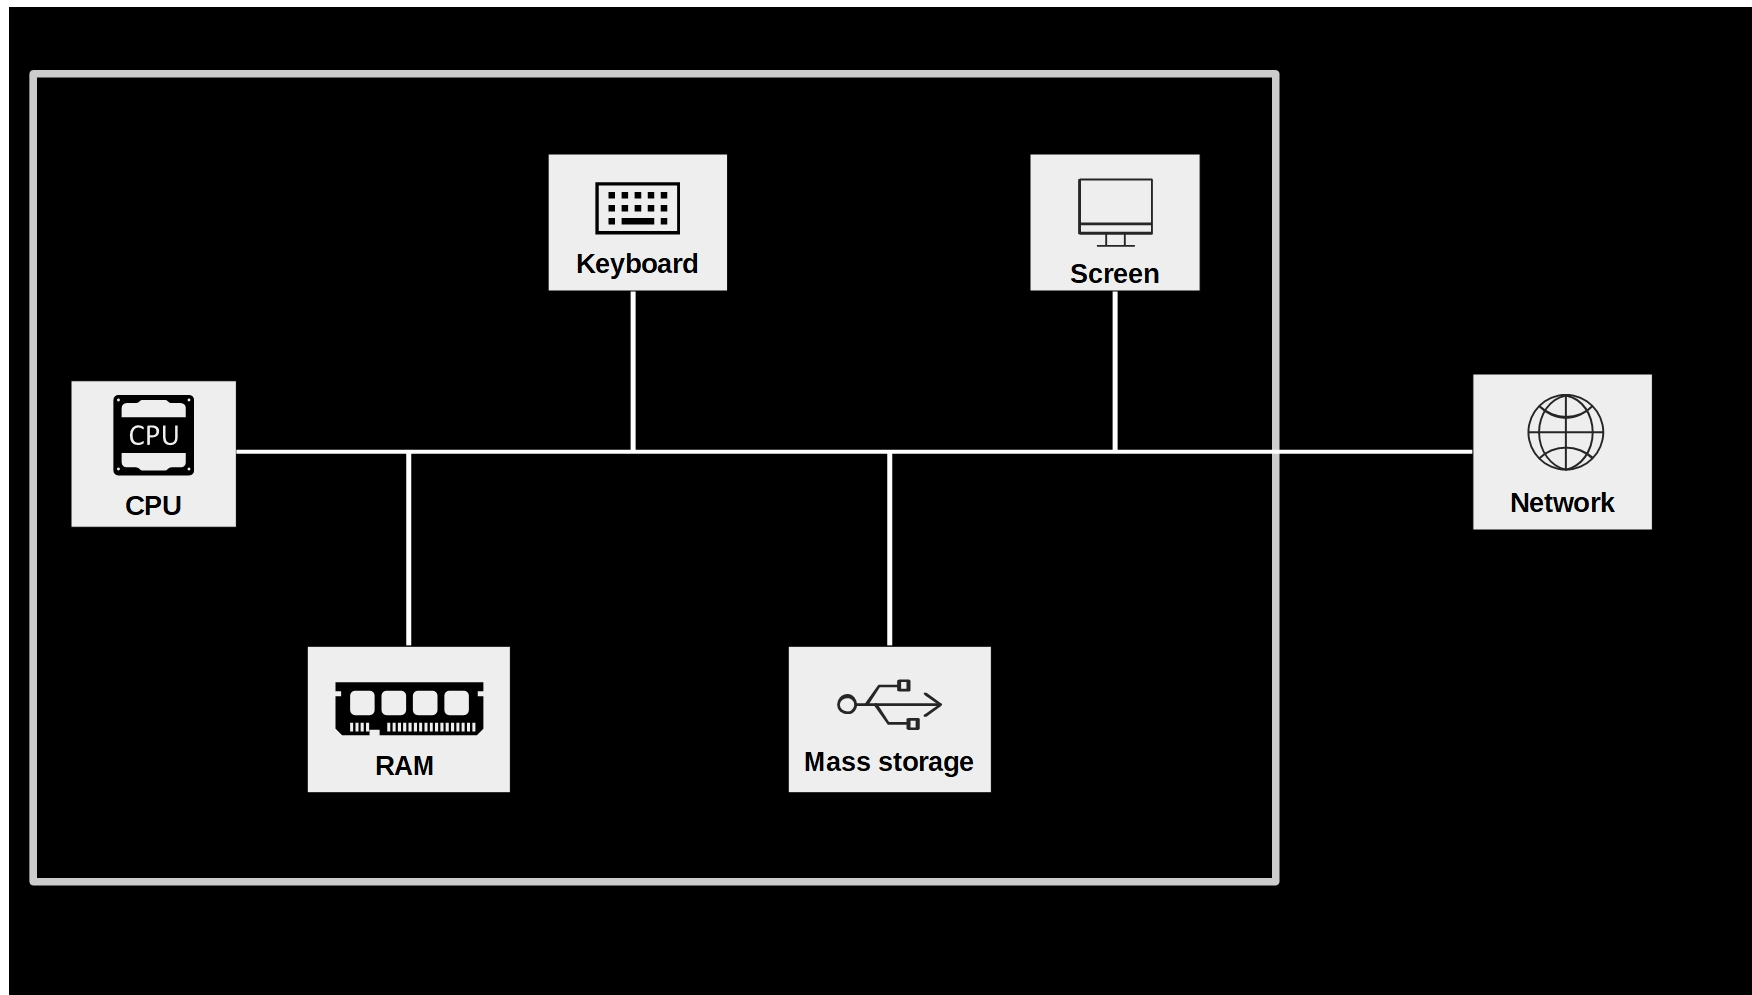 Keyboard
Screen
CPU
CPU
Network
RAM
Mass storage